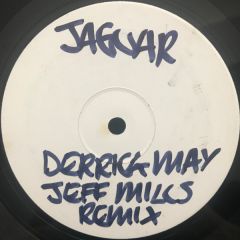 JAGUAR
DERRICK MAY
JEFF MILLS
REMIX